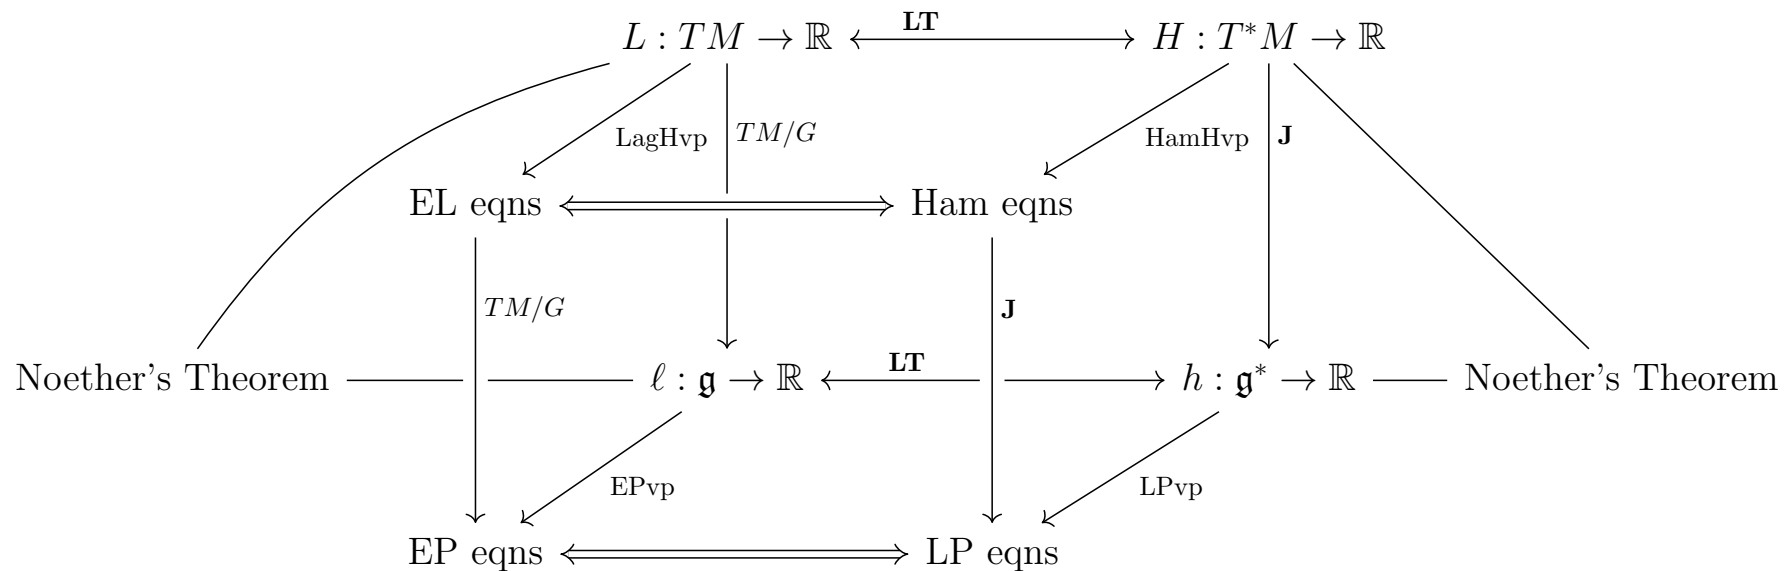 L : TM → ℝ LT H : T*M → ℝ
LagHvp TM/G HamHvp J
EL eqns Ham eqns
TM/G J
Noether's Theorem ℓ : 𝔤 → ℝ LT h : 𝔤* → ℝ Noether's Theorem
EPvp LPvp
EP eqns LP eqns